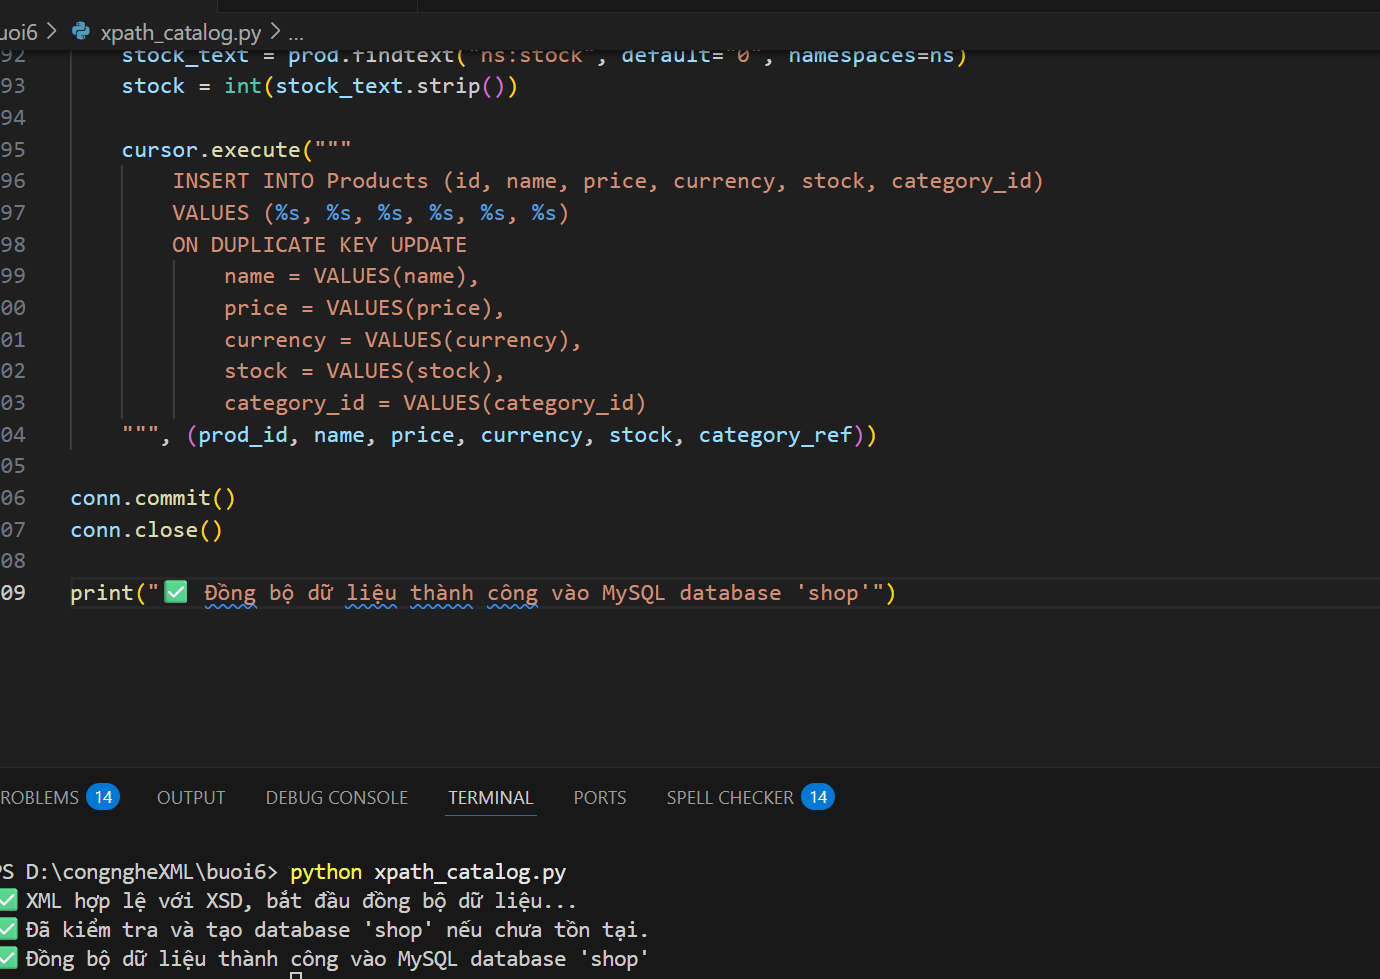 uoi6 > xpath_catalog.py > ...
92 stock_text = prod.findtext("ns:stock", default="0", namespaces=ns)
93 stock = int(stock_text.strip())
94
95 cursor.execute("""
96 INSERT INTO Products (id, name, price, currency, stock, category_id)
97 VALUES (%s, %s, %s, %s, %s, %s)
98 ON DUPLICATE KEY UPDATE
99 name = VALUES(name),
00 price = VALUES(price),
01 currency = VALUES(currency),
02 stock = VALUES(stock),
03 category_id = VALUES(category_id)
04 """, (prod_id, name, price, currency, stock, category_ref))
05
06 conn.commit()
07 conn.close()
08
09 print("✅ Đồng bộ dữ liệu thành công vào MySQL database 'shop'")
ROBLEMS 14 OUTPUT DEBUG CONSOLE TERMINAL PORTS SPELL CHECKER 14
PS D:\congngheXML\buoi6> python xpath_catalog.py
✅ XML hợp lệ với XSD, bắt đầu đồng bộ dữ liệu...
✅ Đã kiểm tra và tạo database 'shop' nếu chưa tồn tại.
✅ Đồng bộ dữ liệu thành công vào MySQL database 'shop'